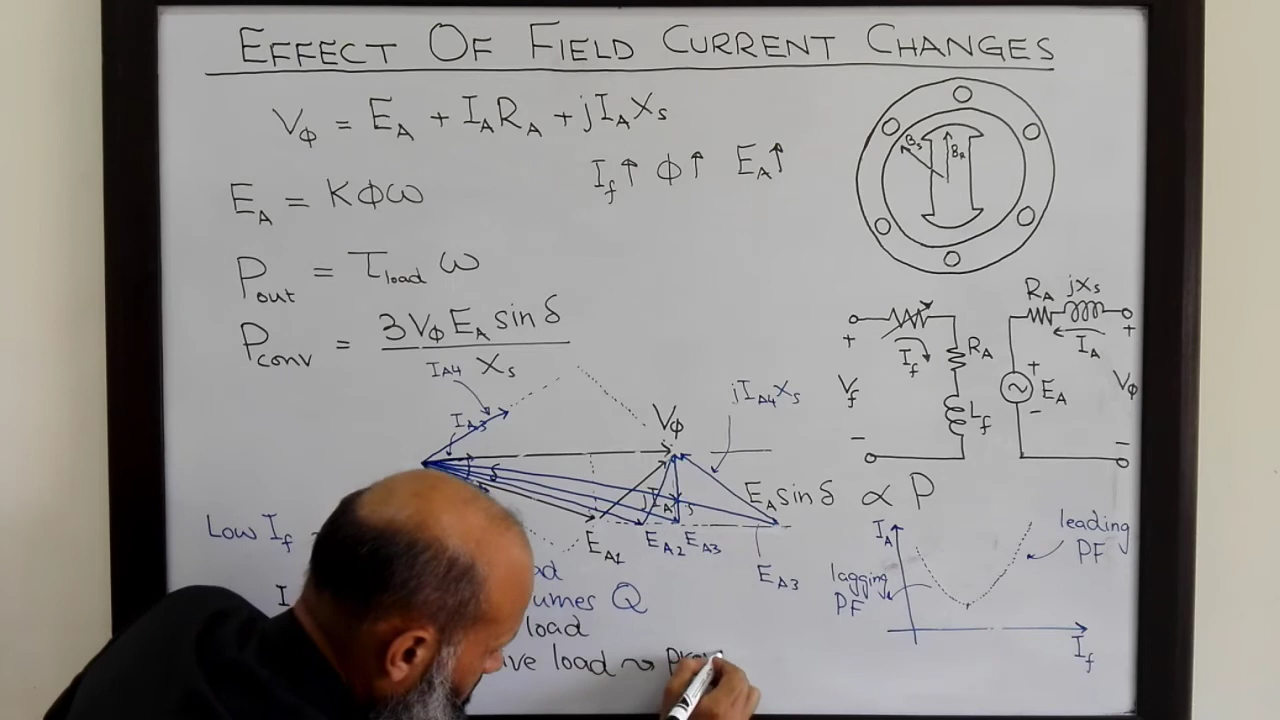 EFFECT OF FIELD CURRENT CHANGES
Vφ = EA + IARA + jIAXs
If↑ φ↑ EA↑
EA = Kφω
Pout = τload ω
Pconv = 3VφEA sin δ / Xs
Bs
BR
IA4
IA3
Vφ
jIA4Xs
δ
EA sin δ ∝ P
EA1
EA2
EA3
EA3
Low If
umes Q
load
ive load ~>
RA
jXs
+
IA
+
EA
-
Vφ
-
+
If
RA
Vf
Lf
-
IA
leading
PF
lagging
PF
If